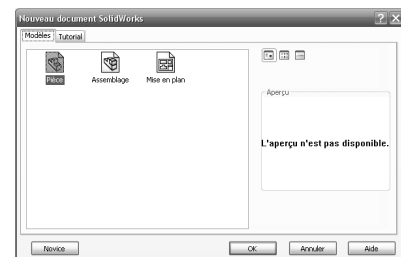 Nouveau document SolidWorks
Modèles Tutorial
Pièce Assemblage Mise en plan
Aperçu
L'aperçu n'est pas disponible.
Novice OK Annuler Aide